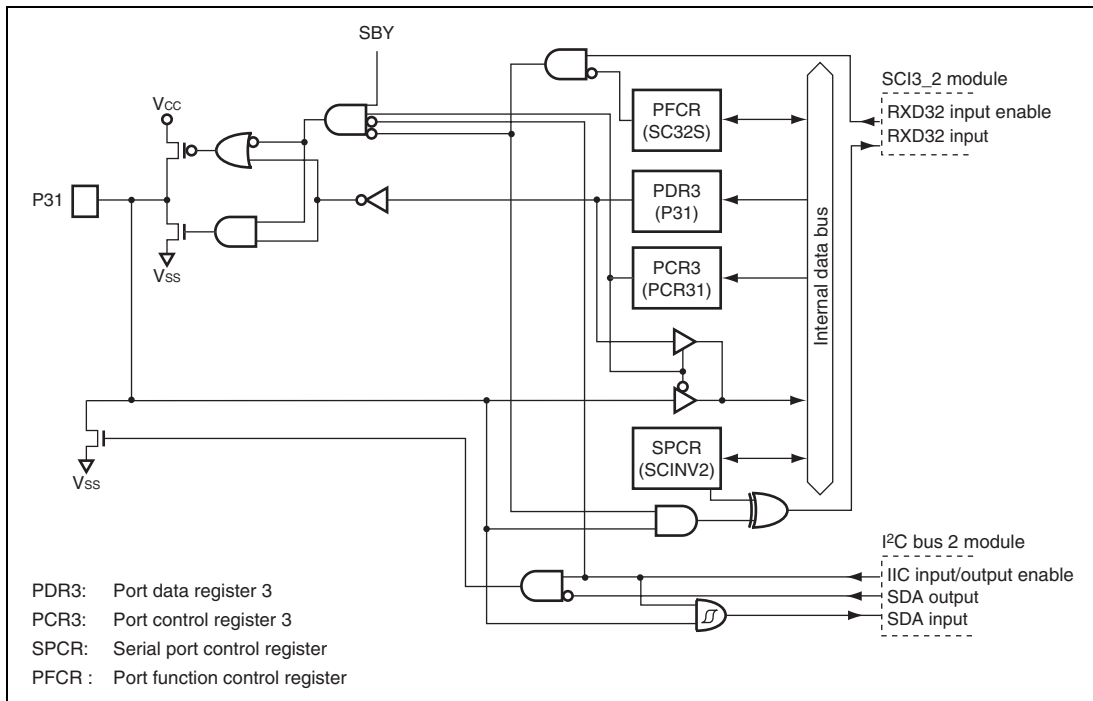 SBY
SCI3_2 module
VCC
PFCR
(SC32S)
RXD32 input enable
RXD32 input
P31
PDR3
(P31)
VSS
PCR3
(PCR31)
Internal data bus
SPCR
(SCINV2)
VSS
I²C bus 2 module
IIC input/output enable
SDA output
SDA input
PDR3: Port data register 3
PCR3: Port control register 3
SPCR: Serial port control register
PFCR : Port function control register